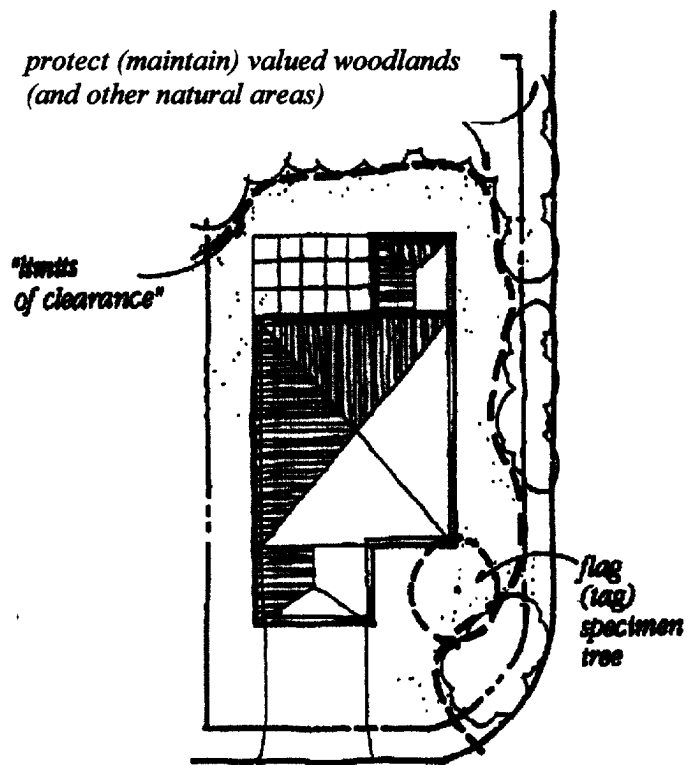 protect (maintain) valued woodlands
(and other natural areas)
"limits
of clearance"
flag
(tag)
specimen
tree